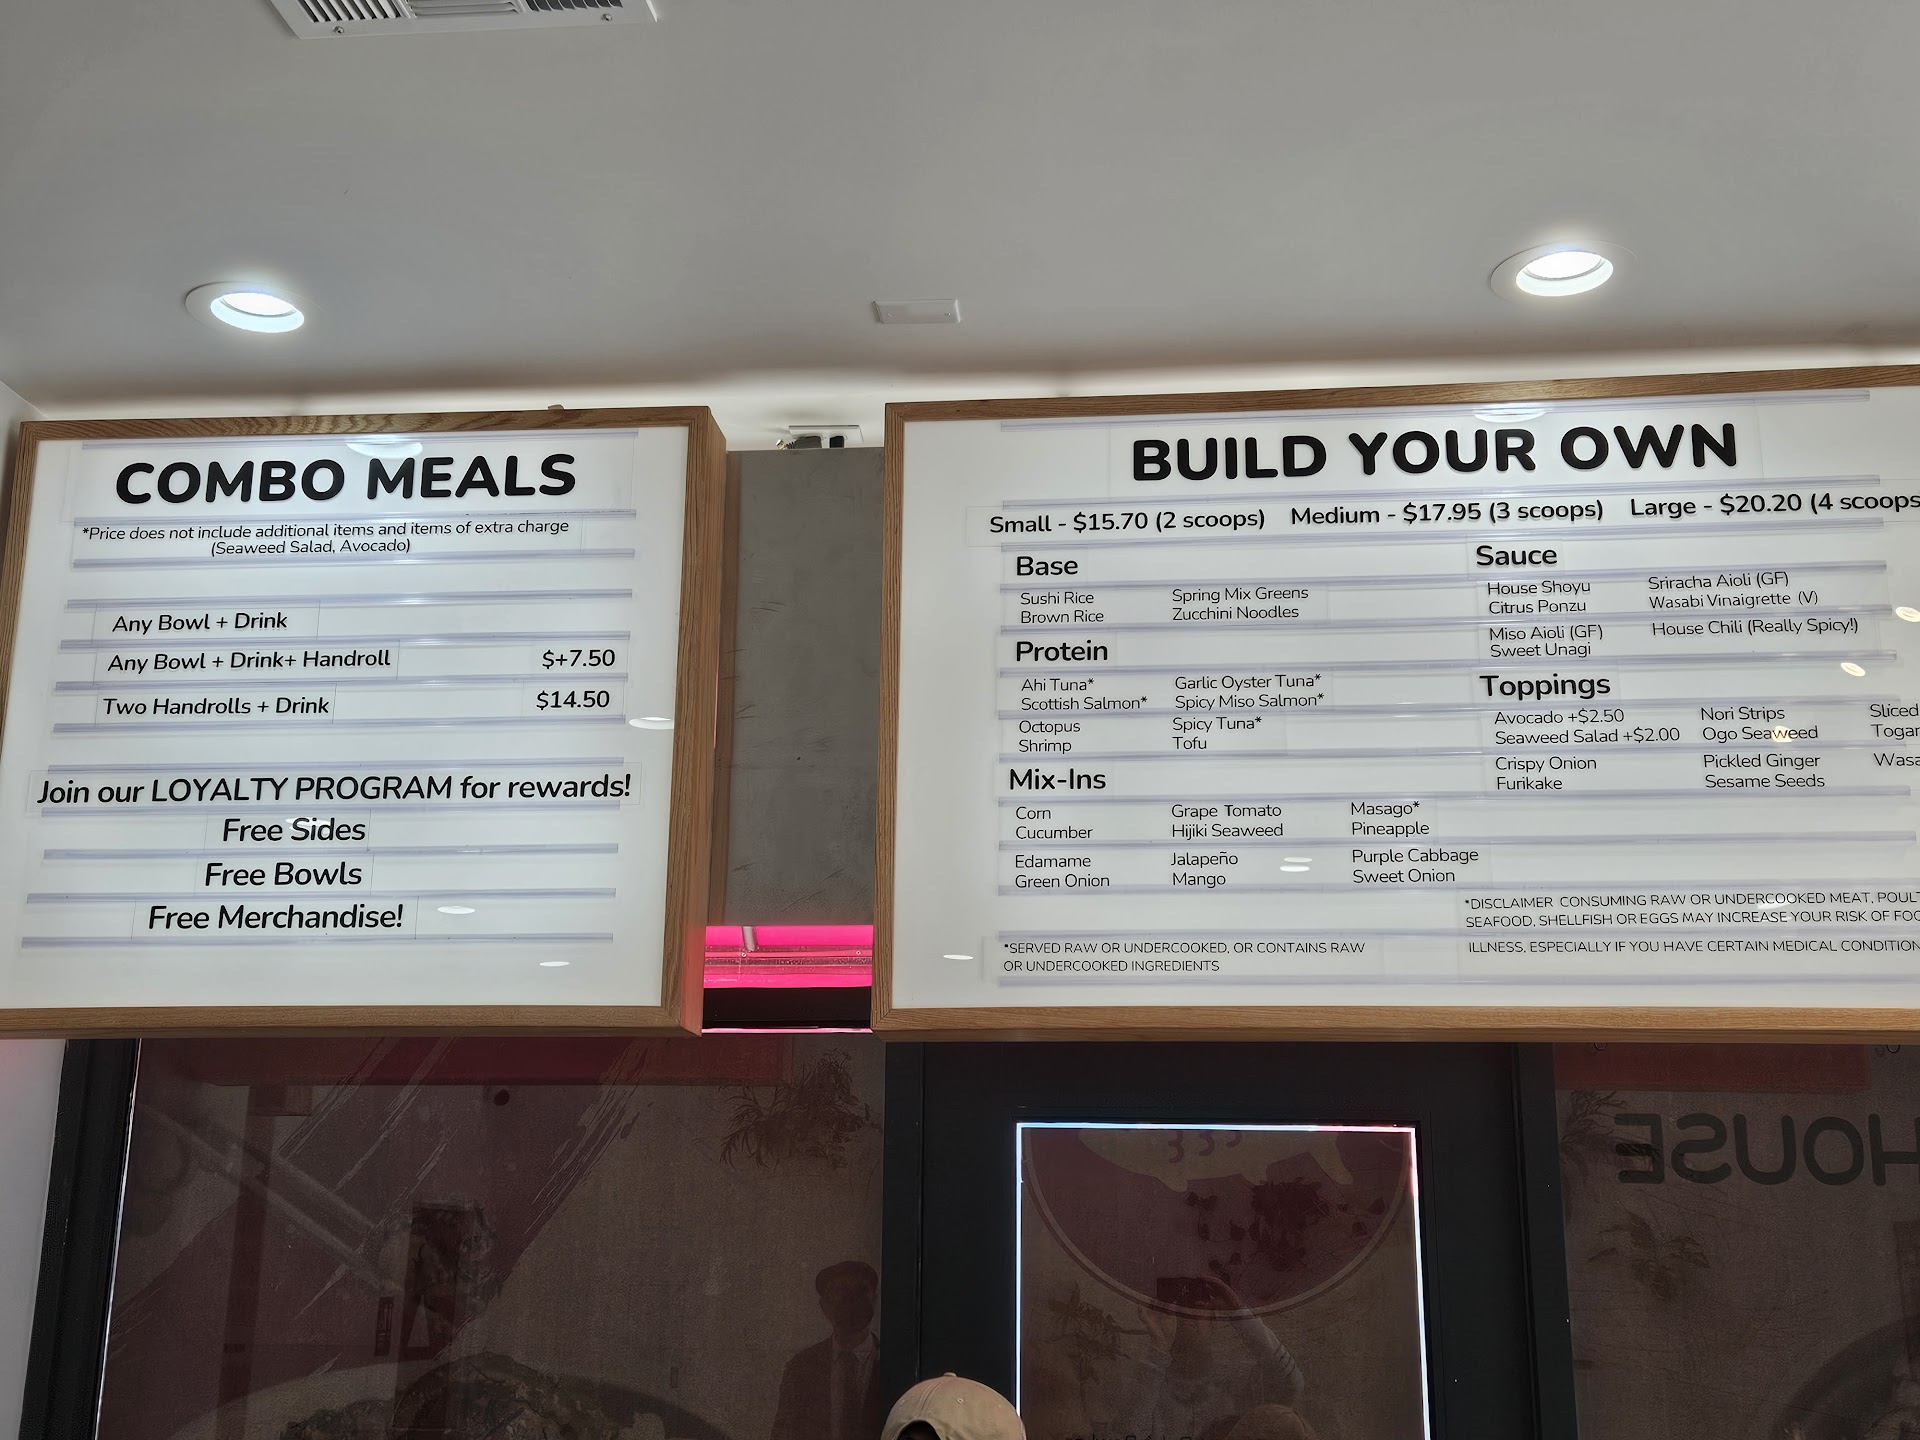 COMBO MEALS
*Price does not include additional items and items of extra charge
(Seaweed Salad, Avocado)
Any Bowl + Drink
Any Bowl + Drink+ Handroll $+7.50
Two Handrolls + Drink $14.50
Join our LOYALTY PROGRAM for rewards!
Free Sides
Free Bowls
Free Merchandise!
BUILD YOUR OWN
Small - $15.70 (2 scoops) Medium - $17.95 (3 scoops) Large - $20.20 (4 scoops
Base
Sushi Rice Spring Mix Greens
Brown Rice Zucchini Noodles
Protein
Ahi Tuna* Garlic Oyster Tuna*
Scottish Salmon* Spicy Miso Salmon*
Octopus Spicy Tuna*
Shrimp Tofu
Mix-Ins
Corn Grape Tomato Masago*
Cucumber Hijiki Seaweed Pineapple
Edamame Jalapeño Purple Cabbage
Green Onion Mango Sweet Onion
*SERVED RAW OR UNDERCOOKED, OR CONTAINS RAW
OR UNDERCOOKED INGREDIENTS
Sauce
House Shoyu Sriracha Aioli (GF)
Citrus Ponzu Wasabi Vinaigrette (V)
Miso Aioli (GF) House Chili (Really Spicy!)
Sweet Unagi
Toppings
Avocado +$2.50 Nori Strips Sliced
Seaweed Salad +$2.00 Ogo Seaweed
Crispy Onion Pickled Ginger
Furikake Sesame Seeds
*DISCLAIMER CONSUMING RAW OR UNDERCOOKED MEAT,
SEAFOOD, SHELLFISH OR EGGS MAY INCREASE YOUR RISK OF
ILLNESS, ESPECIALLY IF YOU HAVE CERTAIN MEDICAL CONDITION
HOUSE